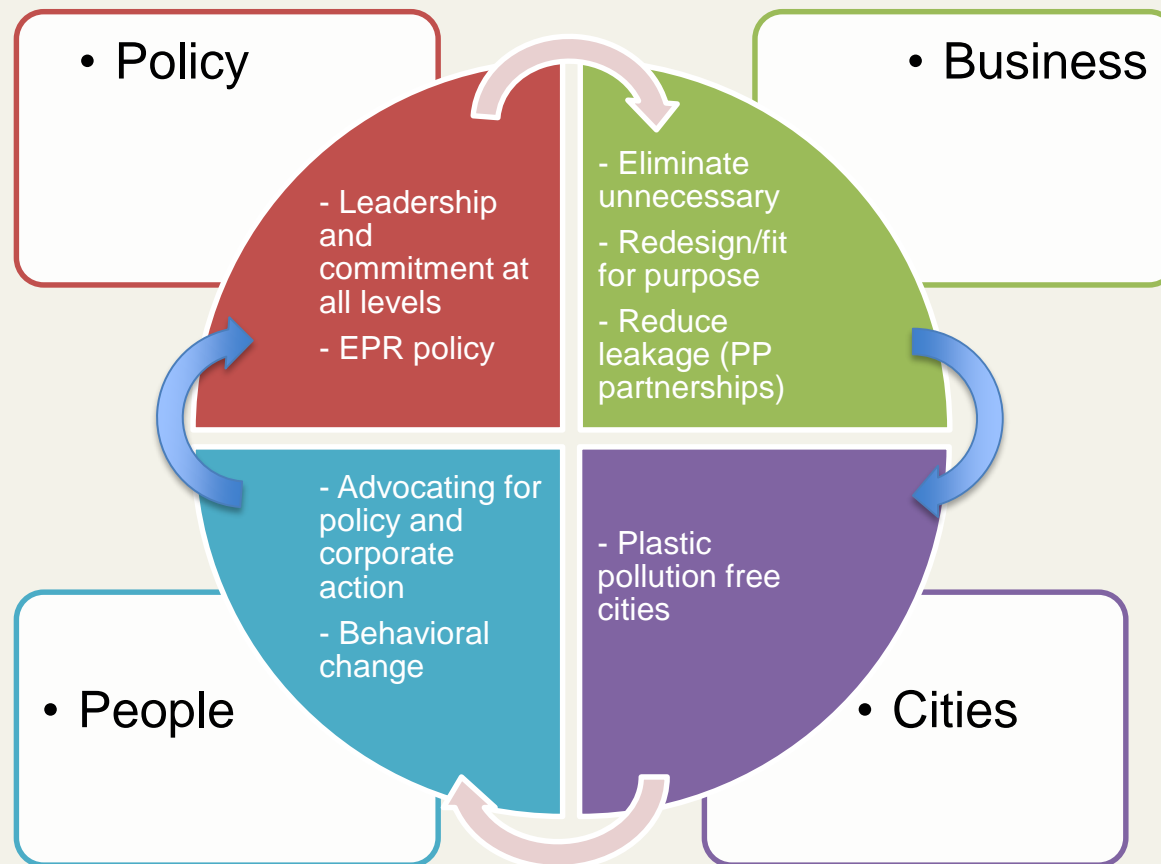 • Policy
• Business
- Leadership
and
commitment at
all levels
- EPR policy
- Eliminate
unnecessary
- Redesign/fit
for purpose
- Reduce
leakage (PP
partnerships)
- Advocating for
policy and
corporate
action
- Behavioral
change
- Plastic
pollution free
cities
• People
• Cities